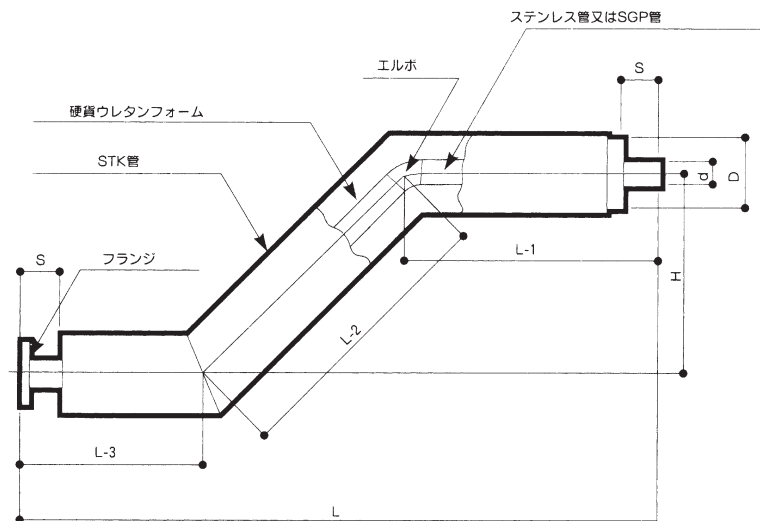 ステンレス管又はSGP管
エルボ
S
硬貨ウレタンフォーム
STK管
d
D
S
フランジ
L-1
H
L-2
L-3
L